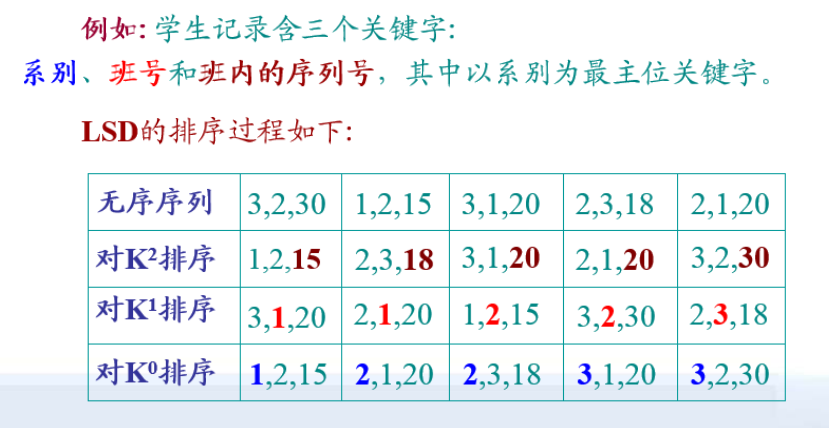 例如:学生记录含三个关键字:
系别、班号和班内的序列号，其中以系别为最主位关键字。
LSD的排序过程如下:
无序序列 3,2,30 1,2,15 3,1,20 2,3,18 2,1,20
对K²排序 1,2,15 2,3,18 3,1,20 2,1,20 3,2,30
对K¹排序 3,1,20 2,1,20 1,2,15 3,2,30 2,3,18
对K⁰排序 1,2,15 2,1,20 2,3,18 3,1,20 3,2,30